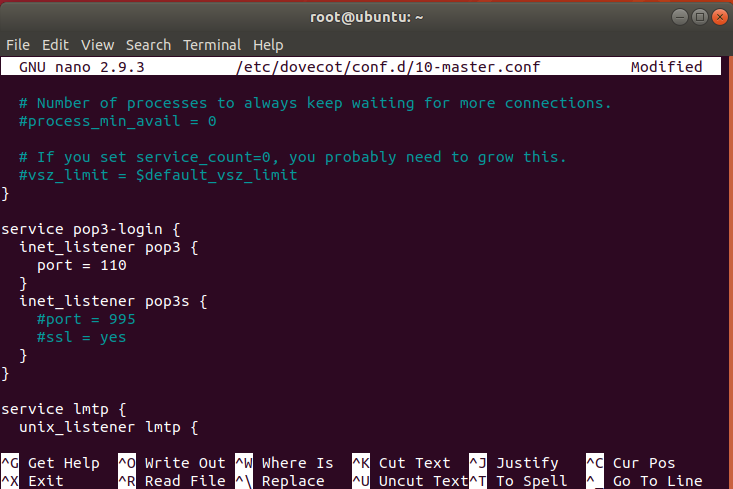 root@ubuntu: ~
File Edit View Search Terminal Help
GNU nano 2.9.3 /etc/dovecot/conf.d/10-master.conf Modified
# Number of processes to always keep waiting for more connections.
#process_min_avail = 0
# If you set service_count=0, you probably need to grow this.
#vsz_limit = $default_vsz_limit
}
service pop3-login {
inet_listener pop3 {
port = 110
}
inet_listener pop3s {
#port = 995
#ssl = yes
}
}
service lmtp {
unix_listener lmtp {
^G Get Help ^O Write Out ^W Where Is ^K Cut Text ^J Justify ^C Cur Pos
^X Exit ^R Read File ^\ Replace ^U Uncut Text ^T To Spell ^_ Go To Line